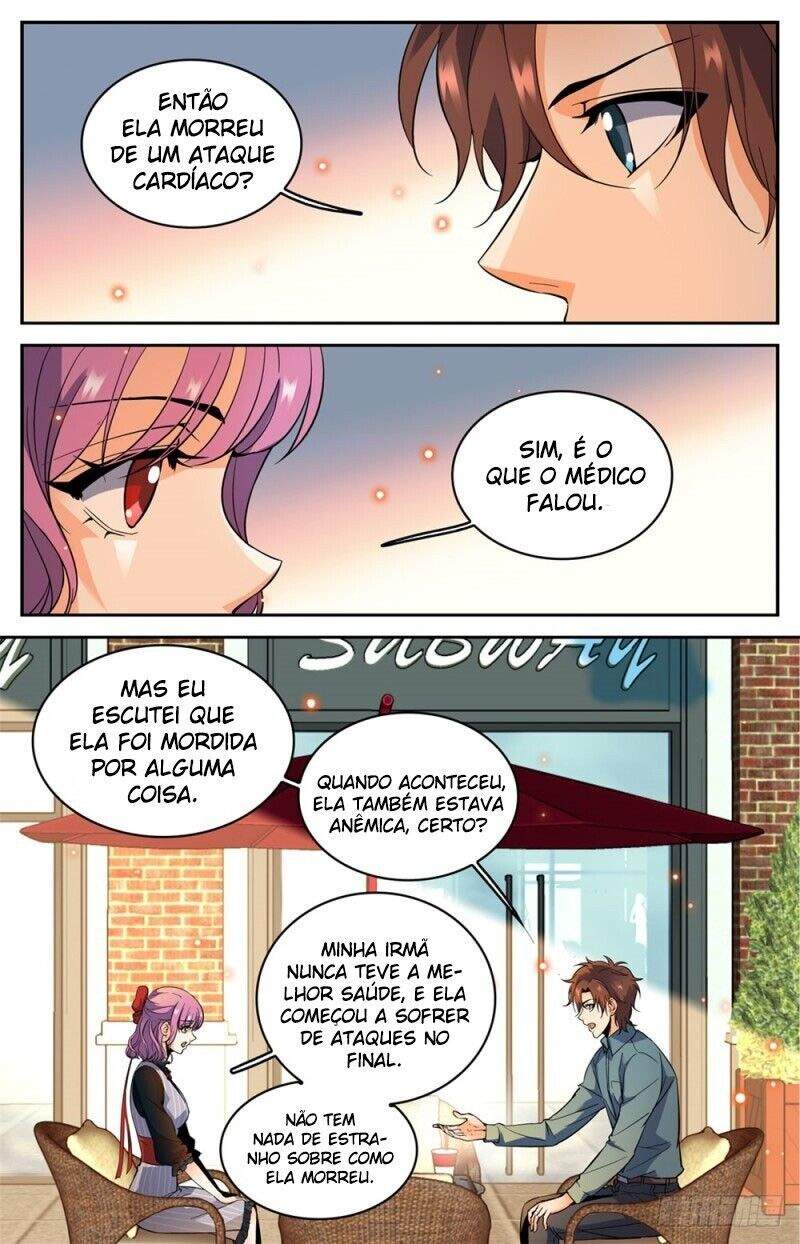 ENTÃO
ELA MORREU
DE UM ATAQUE
CARDÍACO?
SIM, É O
QUE O MÉDICO
FALOU.
SUBWAY
MAS EU
ESCUTEI QUE
ELA FOI MORDIDA
POR ALGUMA
COISA.
QUANDO ACONTECEU,
ELA TAMBÉM ESTAVA
ANÊMICA, CERTO?
MINHA IRMÃ
NUNCA TEVE A ME-
LHOR SAÚDE, E ELA
COMEÇOU A SOFRER
DE ATAQUES NO
FINAL.
NÃO TEM
NADA DE ESTRA-
NHO SOBRE COMO
ELA MORREU.